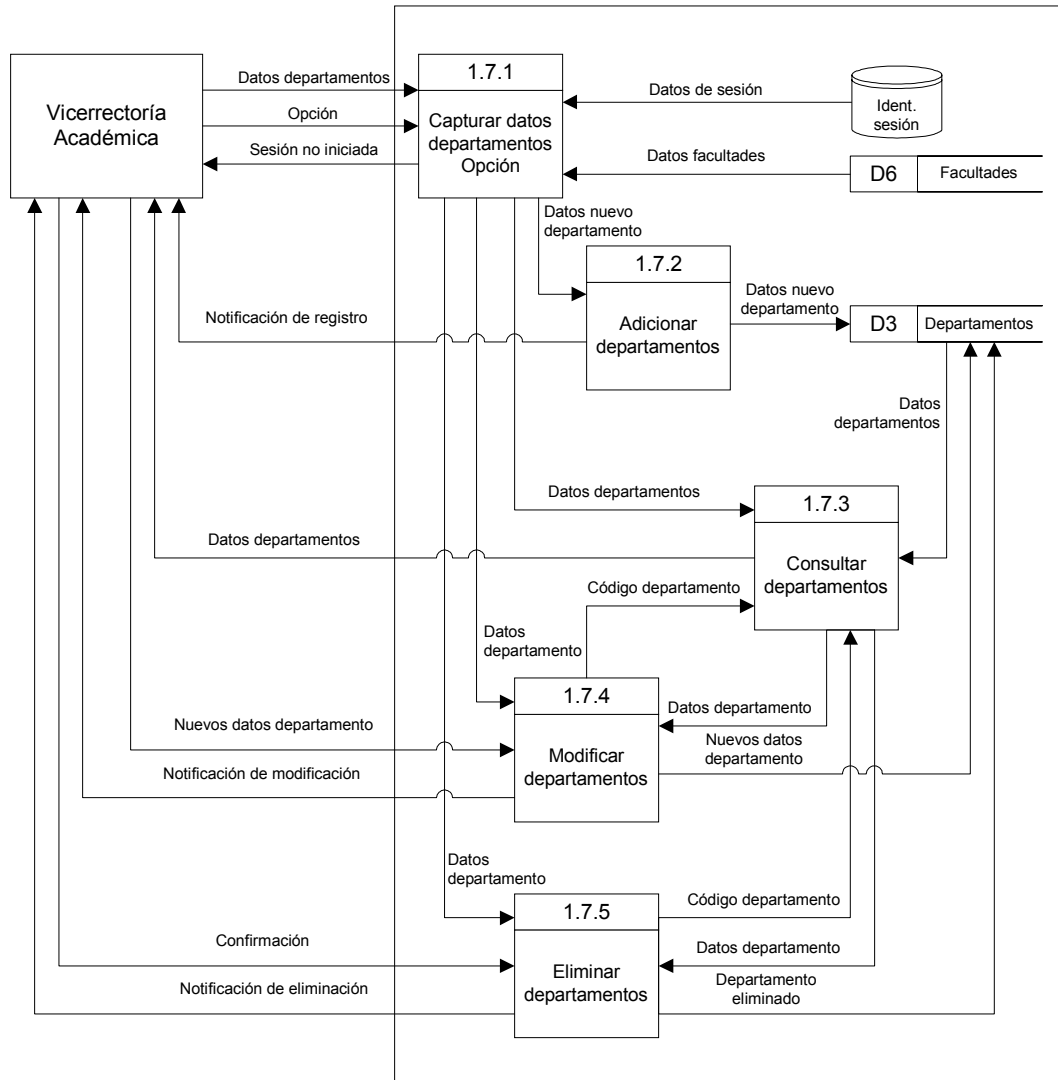 Vicerrectoría
Académica
Datos departamentos
Opción
Sesión no iniciada
1.7.1
Capturar datos
departamentos
Opción
Datos de sesión
Ident.
sesión
Datos facultades
D6
Facultades
Datos nuevo
departamento
1.7.2
Adicionar
departamentos
Datos nuevo
departamento
D3
Departamentos
Notificación de registro
Datos
departamentos
Datos departamentos
1.7.3
Consultar
departamentos
Datos departamentos
Código departamento
Datos
departamento
1.7.4
Modificar
departamentos
Datos departamento
Nuevos datos
departamento
Nuevos datos departamento
Notificación de modificación
Datos
departamento
1.7.5
Eliminar
departamentos
Código departamento
Datos departamento
Departamento
eliminado
Confirmación
Notificación de eliminación